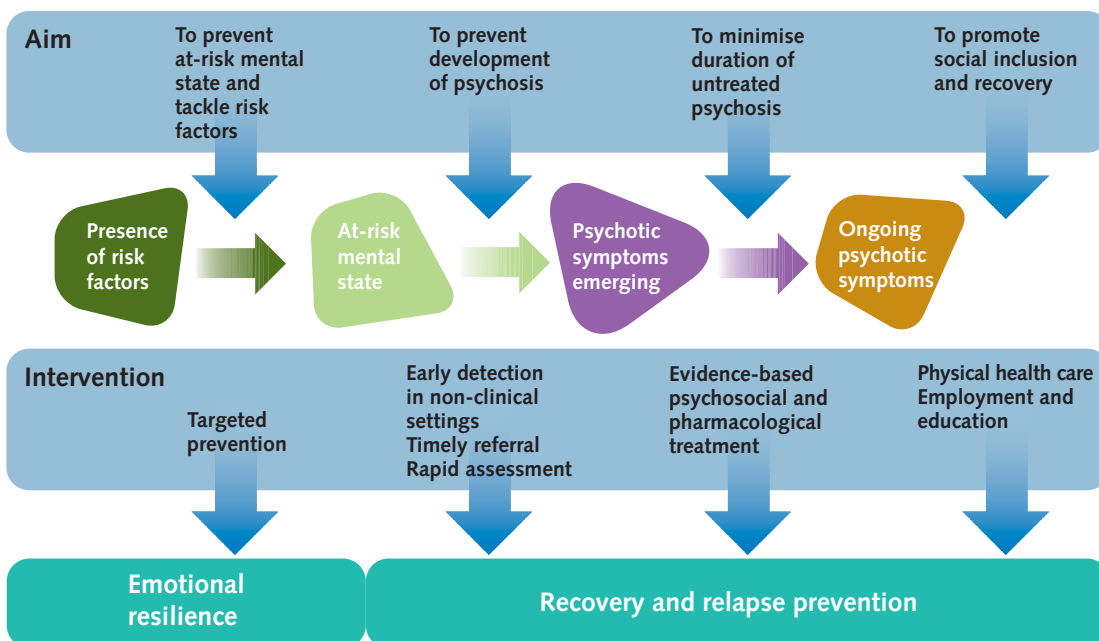 Aim
To prevent
at-risk mental
state and
tackle risk
factors
To prevent
development
of psychosis
To minimise
duration of
untreated
psychosis
To promote
social inclusion
and recovery
Presence
of risk
factors
At-risk
mental
state
Psychotic
symptoms
emerging
Ongoing
psychotic
symptoms
Intervention
Targeted
prevention
Early detection
in non-clinical
settings
Timely referral
Rapid assessment
Evidence-based
psychosocial and
pharmacological
treatment
Physical health care
Employment and
education
Emotional
resilience
Recovery and relapse prevention